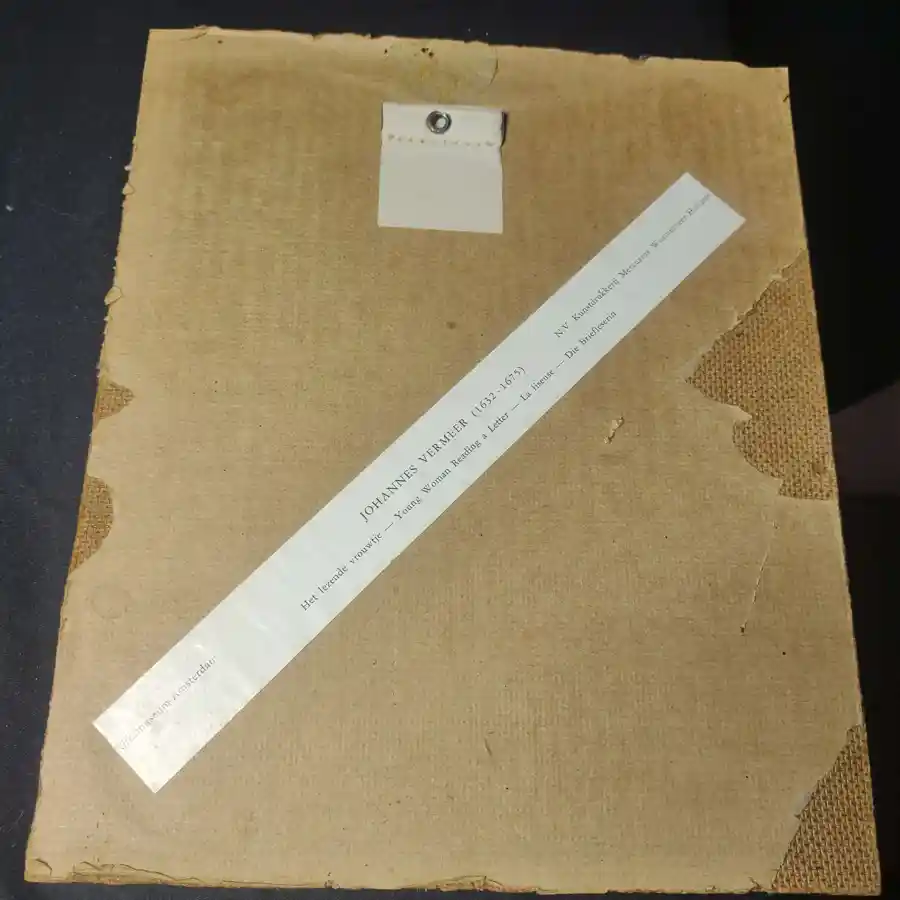 Rijksmuseum Amsterdam
JOHANNES VERMEER (1632-1675)
N.V. Kunstdrukkerij Mercurius Wormerveer Holland
Het lezende vrouwtje — Young Woman Reading a Letter — La liseuse — Die Briefleserin